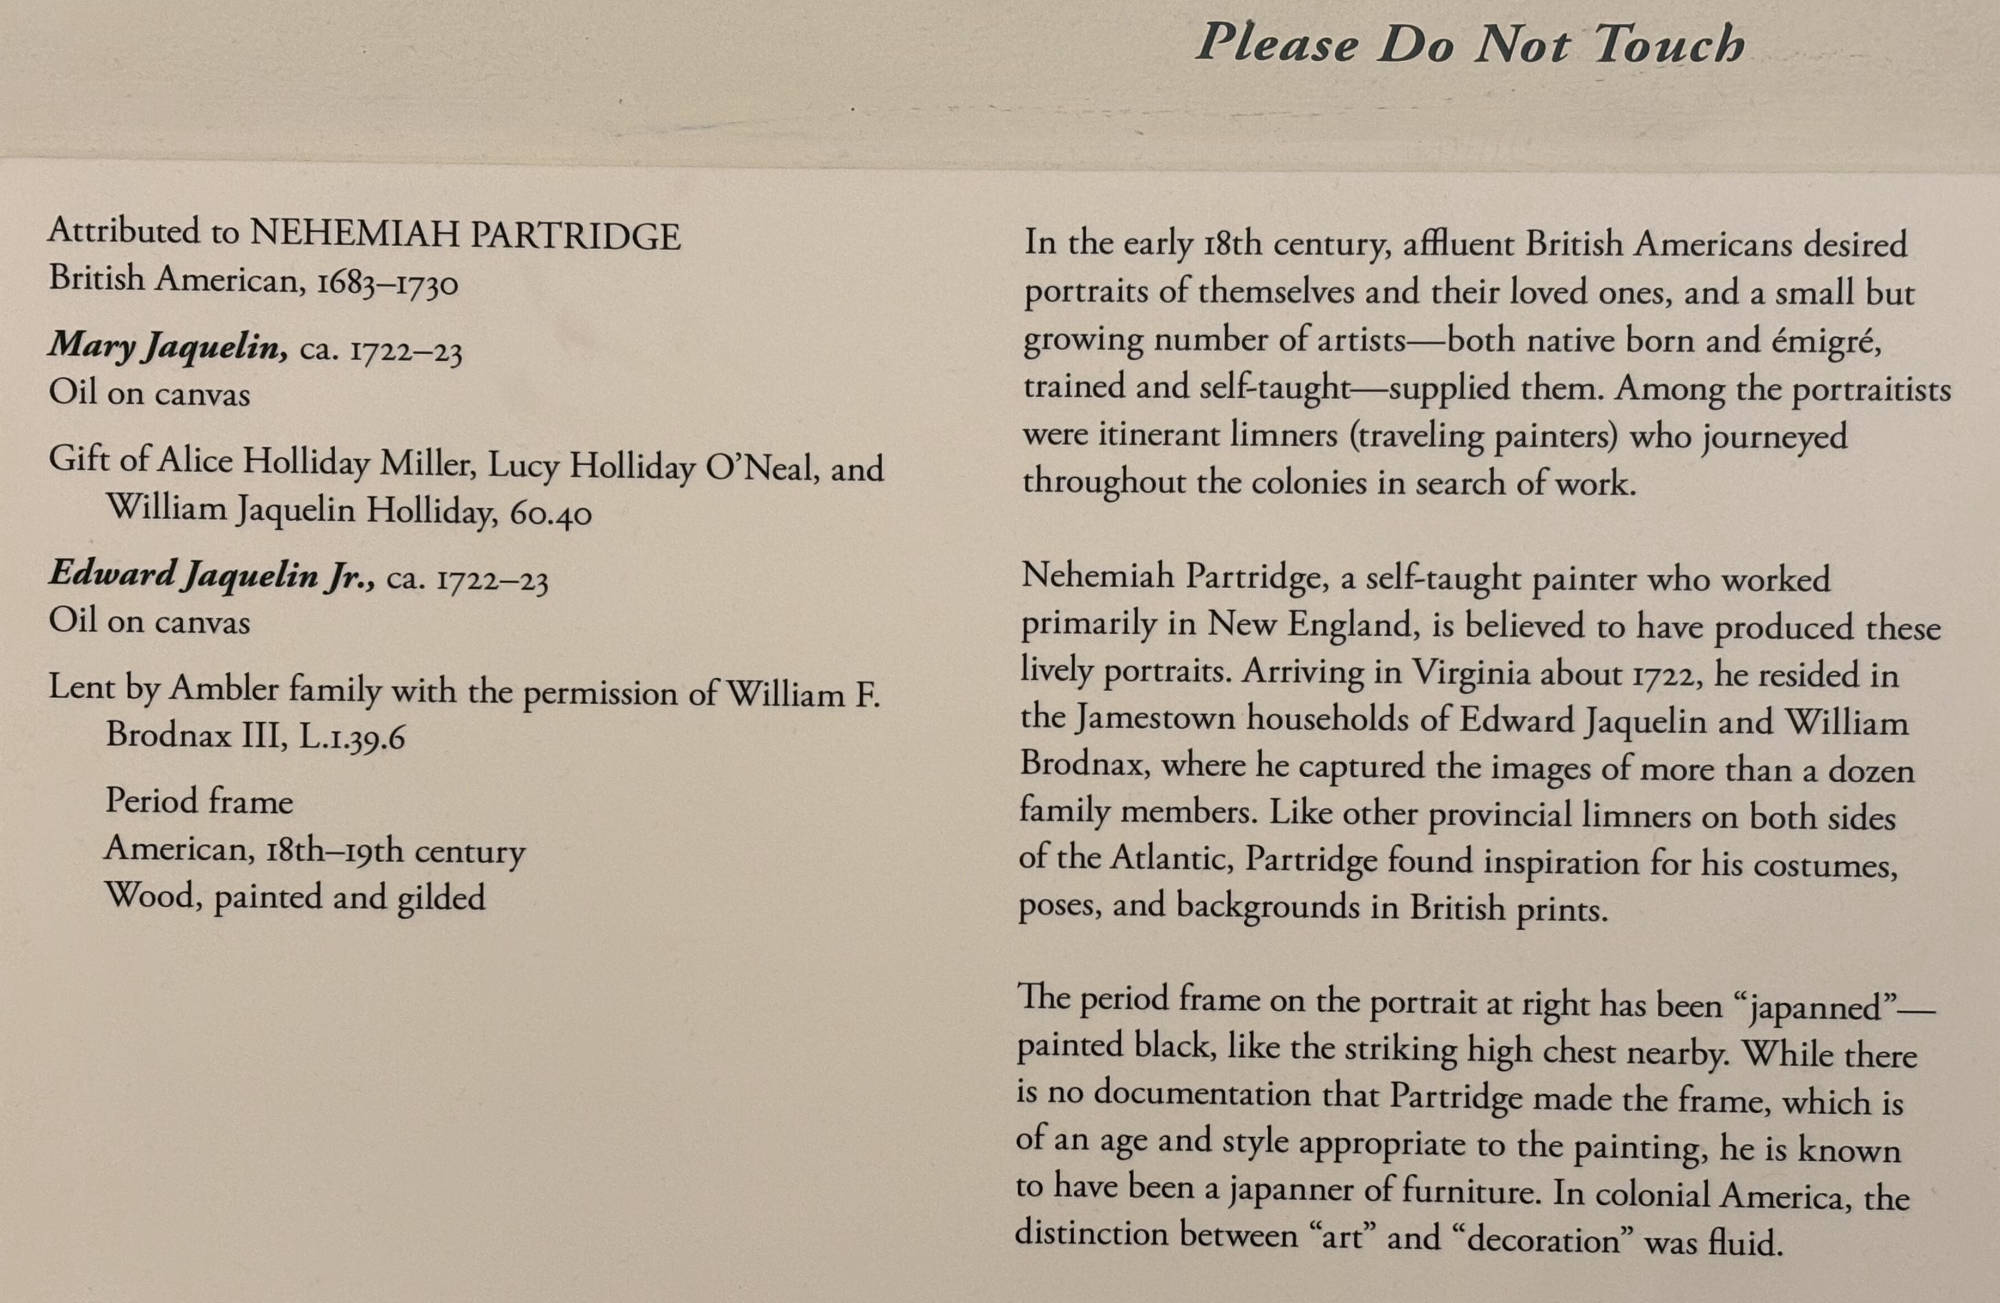 Please Do Not Touch
Attributed to NEHEMIAH PARTRIDGE
British American, 1683–1730
Mary Jaquelin, ca. 1722–23
Oil on canvas
Gift of Alice Holliday Miller, Lucy Holliday O’Neal, and
William Jaquelin Holliday, 60.40
Edward Jaquelin Jr., ca. 1722–23
Oil on canvas
Lent by Ambler family with the permission of William F.
Brodnax III, L.1.39.6
Period frame
American, 18th–19th century
Wood, painted and gilded
In the early 18th century, affluent British Americans desired
portraits of themselves and their loved ones, and a small but
growing number of artists—both native born and émigré,
trained and self-taught—supplied them. Among the portraitists
were itinerant limners (traveling painters) who journeyed
throughout the colonies in search of work.
Nehemiah Partridge, a self-taught painter who worked
primarily in New England, is believed to have produced these
lively portraits. Arriving in Virginia about 1722, he resided in
the Jamestown households of Edward Jaquelin and William
Brodnax, where he captured the images of more than a dozen
family members. Like other provincial limners on both sides
of the Atlantic, Partridge found inspiration for his costumes,
poses, and backgrounds in British prints.
The period frame on the portrait at right has been “japanned”—
painted black, like the striking high chest nearby. While there
is no documentation that Partridge made the frame, which is
of an age and style appropriate to the painting, he is known
to have been a japanner of furniture. In colonial America, the
distinction between “art” and “decoration” was fluid.